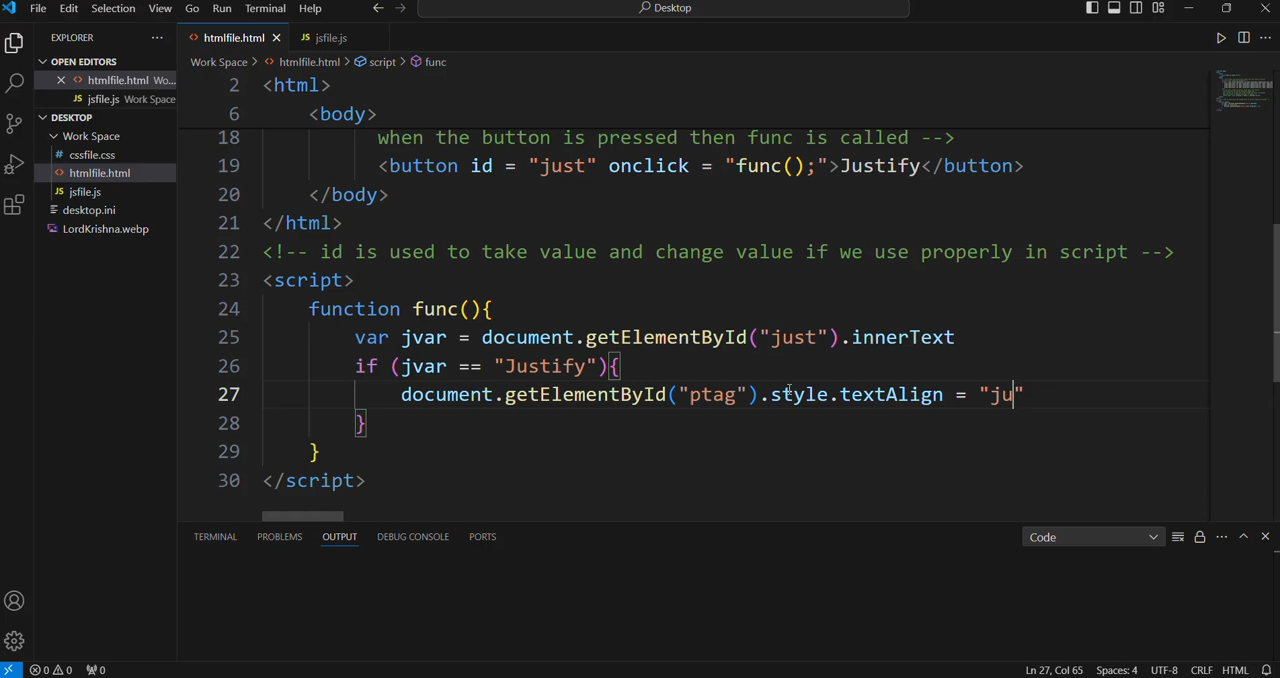 File Edit Selection View Go Run Terminal Help Desktop
EXPLORER
OPEN EDITORS
htmlfile.html Wo...
JS jsfile.js Work Space
DESKTOP
Work Space
# cssfile.css
<> htmlfile.html
JS jsfile.js
desktop.ini
LordKrishna.webp
<> htmlfile.html
JS jsfile.js
Work Space > <> htmlfile.html > script > func
2 <html>
6 <body>
18 when the button is pressed then func is called -->
19 <button id = "just" onclick = "func();">Justify</button>
20 </body>
21 </html>
22 <!-- id is used to take value and change value if we use properly in script -->
23 <script>
24 function func(){
25 var jvar = document.getElementById("just").innerText
26 if (jvar == "Justify"){
27 document.getElementById("ptag").style.textAlign = "ju"
28 }
29 }
30 </script>
TERMINAL PROBLEMS OUTPUT DEBUG CONSOLE PORTS
Code
0 0 0
Ln 27, Col 65 Spaces: 4 UTF-8 CRLF HTML